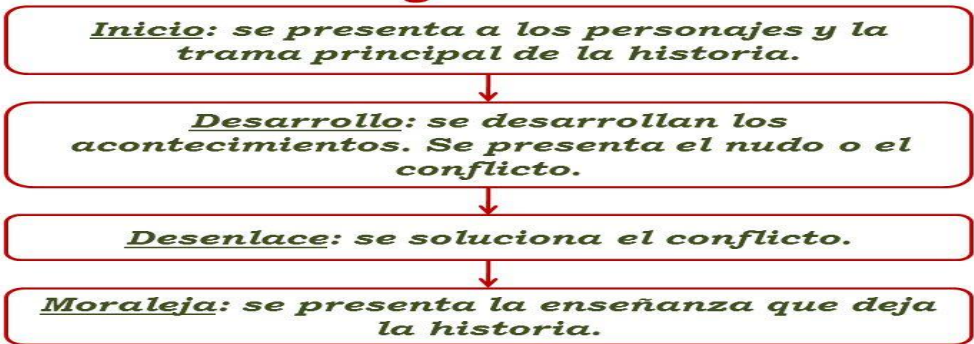 Inicio: se presenta a los personajes y la
trama principal de la historia.
Desarrollo: se desarrollan los
acontecimientos. Se presenta el nudo o el
conflicto.
Desenlace: se soluciona el conflicto.
Moraleja: se presenta la enseñanza que deja
la historia.